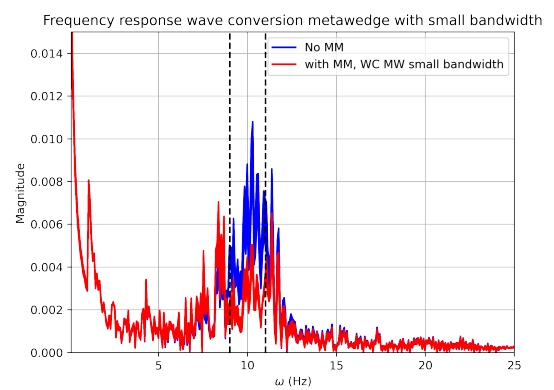 Frequency response wave conversion metawedge with small bandwidth
No MM
with MM, WC MW small bandwidth
Magnitude
0.014
0.012
0.010
0.008
0.006
0.004
0.002
0.000
5 10 15 20 25
ω (Hz)